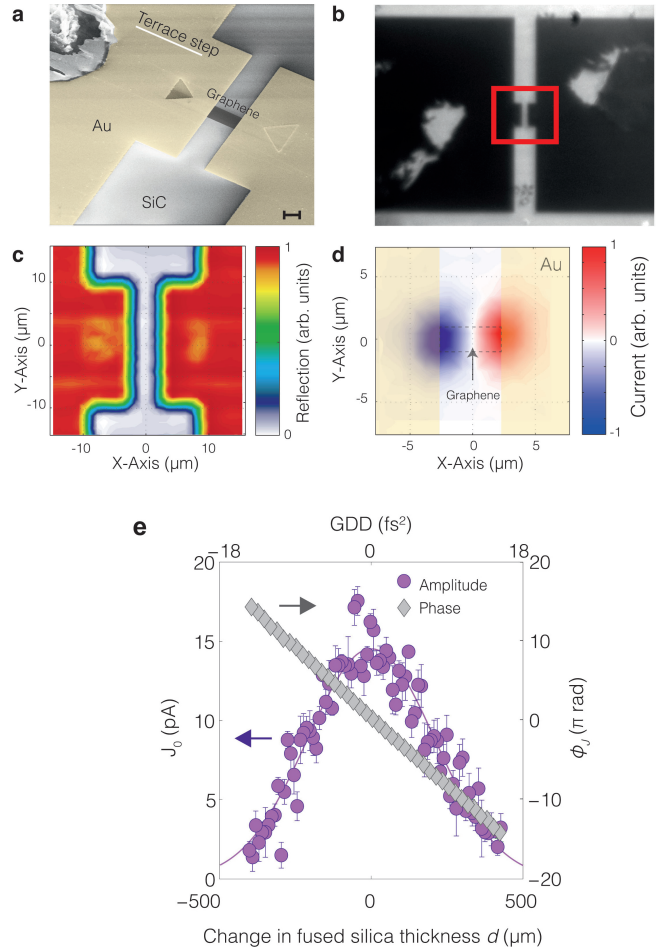 a
Terrace step
Graphene
Au
SiC
b
c
Y-Axis (µm)
10
0
-10
-10
0
10
X-Axis (µm)
1
0
Reflection (arb. units)
d
Au
Graphene
Y-Axis (µm)
5
0
-5
-5
0
5
X-Axis (µm)
1
0
-1
Current (arb. units)
e
GDD (fs²)
−18
0
18
Amplitude
Phase
J₀ (pA)
20
15
10
5
0
20
10
0
−10
−20
ϕ_J (π rad)
−500
0
500
Change in fused silica thickness d (µm)